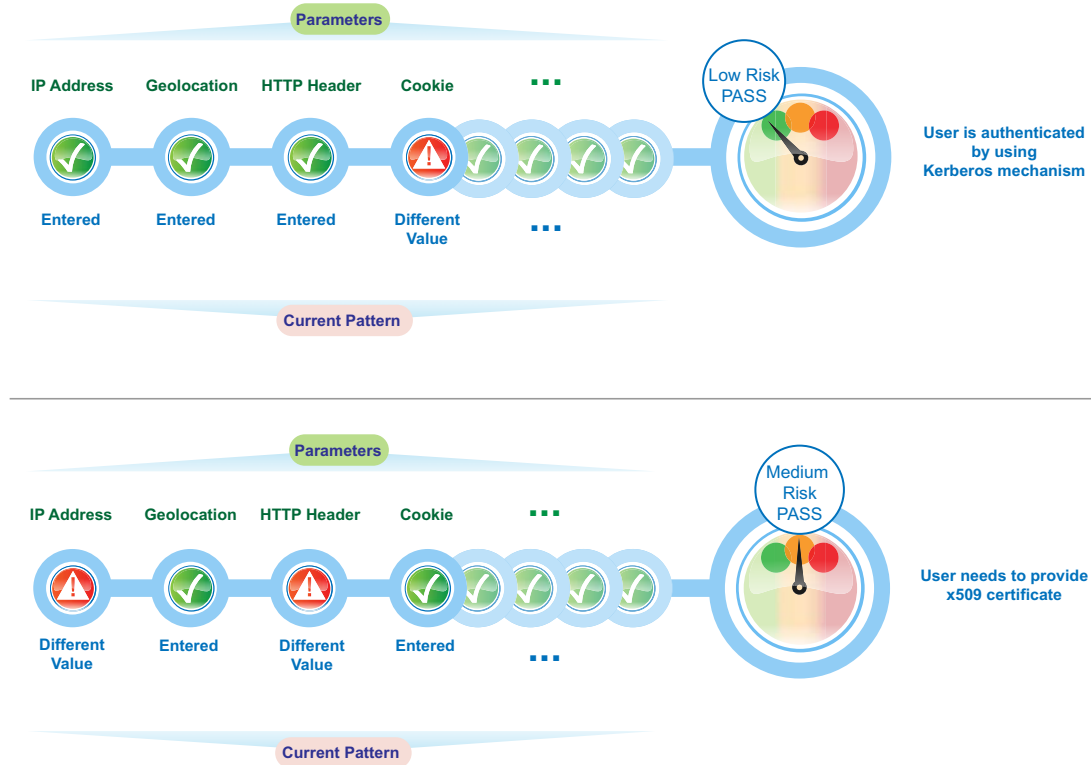 Parameters
IP Address Geolocation HTTP Header Cookie ...
Low Risk
PASS
Entered Entered Entered Different
Value
...
User is authenticated
by using
Kerberos mechanism
Current Pattern
Parameters
IP Address Geolocation HTTP Header Cookie ...
Medium
Risk
PASS
Different
Value
Entered
Different
Value
Entered
...
User needs to provide
x509 certificate
Current Pattern